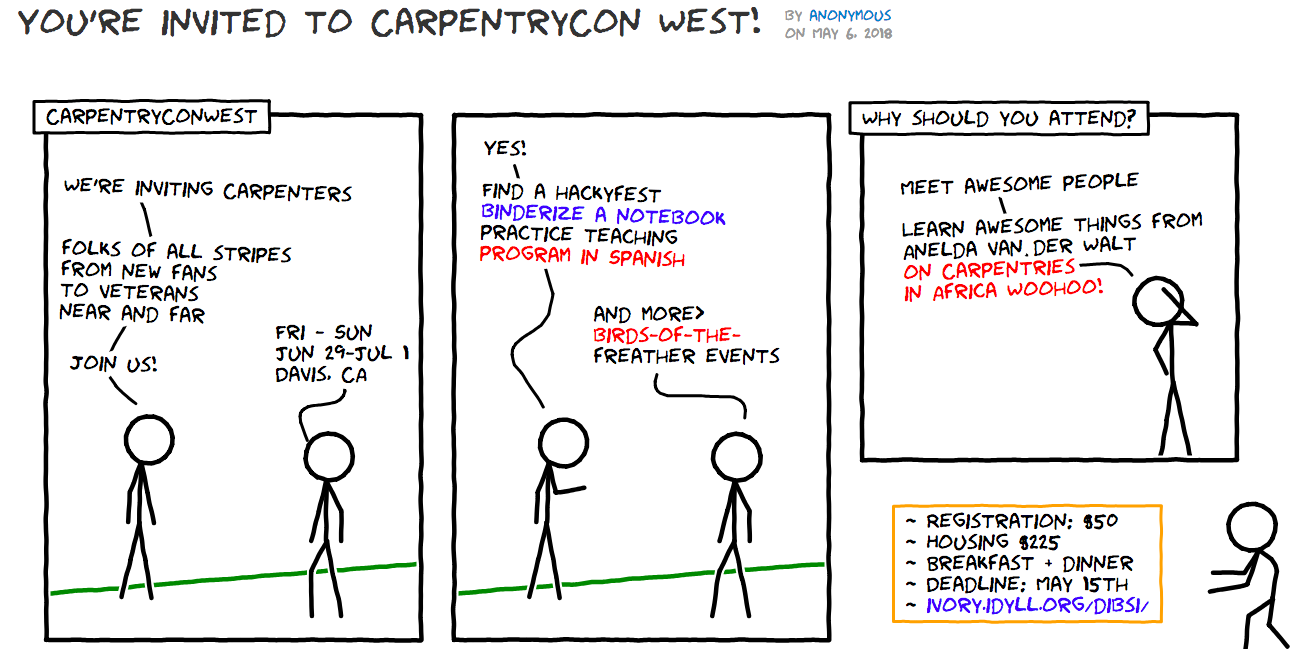 YOU'RE INVITED TO CARPENTRYCON WEST!
BY ANONYMOUS
ON MAY 6, 2018
CARPENTRYCONWEST
WE'RE INVITING CARPENTERS
FOLKS OF ALL STRIPES
FROM NEW FANS
TO VETERANS
NEAR AND FAR
JOIN US!
FRI - SUN
JUN 29-JUL 1
DAVIS, CA
YES!
FIND A HACKYFEST
BINDERIZE A NOTEBOOK
PRACTICE TEACHING
PROGRAM IN SPANISH
AND MORE>
BIRDS-OF-THE-
FREATHER EVENTS
WHY SHOULD YOU ATTEND?
MEET AWESOME PEOPLE
LEARN AWESOME THINGS FROM
ANELDA VAN.DER WALT
ON CARPENTRIES
IN AFRICA WOOHOO!
~ REGISTRATION: $50
~ HOUSING $225
~ BREAKFAST + DINNER
~ DEADLINE: MAY 15TH
~ IVORY.IDYLL.ORG/DIBSI/